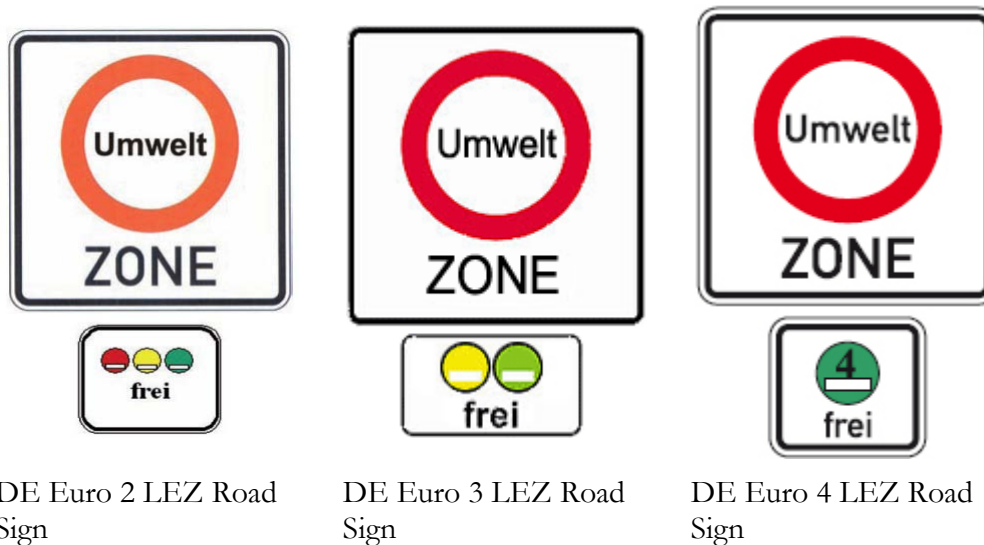 Umwelt
ZONE
frei
DE Euro 2 LEZ Road
Sign
Umwelt
ZONE
frei
DE Euro 3 LEZ Road
Sign
Umwelt
ZONE
4
frei
DE Euro 4 LEZ Road
Sign